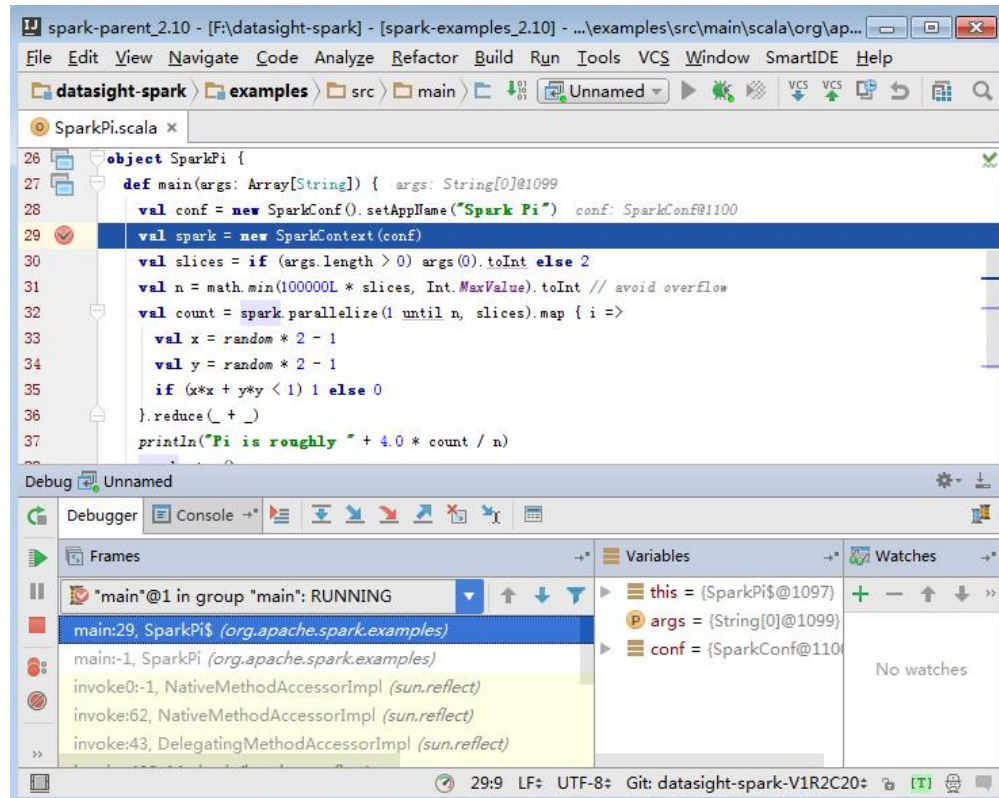 spark-parent_2.10 - [F:\datasight-spark] - [spark-examples_2.10] - ...\examples\src\main\scala\org\ap...
File Edit View Navigate Code Analyze Refactor Build Run Tools VCS Window SmartIDE Help
datasight-spark examples src main Unnamed VCS VCS
SparkPi.scala ×
26 object SparkPi {
27 def main(args: Array[String]) { args: String[0]@1099
28 val conf = new SparkConf().setAppName("Spark Pi") conf: SparkConf@1100
29 val spark = new SparkContext(conf)
30 val slices = if (args.length > 0) args(0).toInt else 2
31 val n = math.min(100000L * slices, Int.MaxValue).toInt // avoid overflow
32 val count = spark.parallelize(1 until n, slices).map { i =>
33 val x = random * 2 - 1
34 val y = random * 2 - 1
35 if (x*x + y*y < 1) 1 else 0
36 }.reduce(_ + _)
37 println("Pi is roughly " + 4.0 * count / n)
Debug Unnamed
Debugger Console
Frames Variables Watches
"main"@1 in group "main": RUNNING
main:29, SparkPi$ (org.apache.spark.examples)
main:-1, SparkPi (org.apache.spark.examples)
invoke0:-1, NativeMethodAccessorImpl (sun.reflect)
invoke:62, NativeMethodAccessorImpl (sun.reflect)
invoke:43, DelegatingMethodAccessorImpl (sun.reflect)
this = {SparkPi$@1097}
args = {String[0]@1099}
conf = {SparkConf@110
No watches
29:9 LF UTF-8 Git: datasight-spark-V1R2C20 [T]